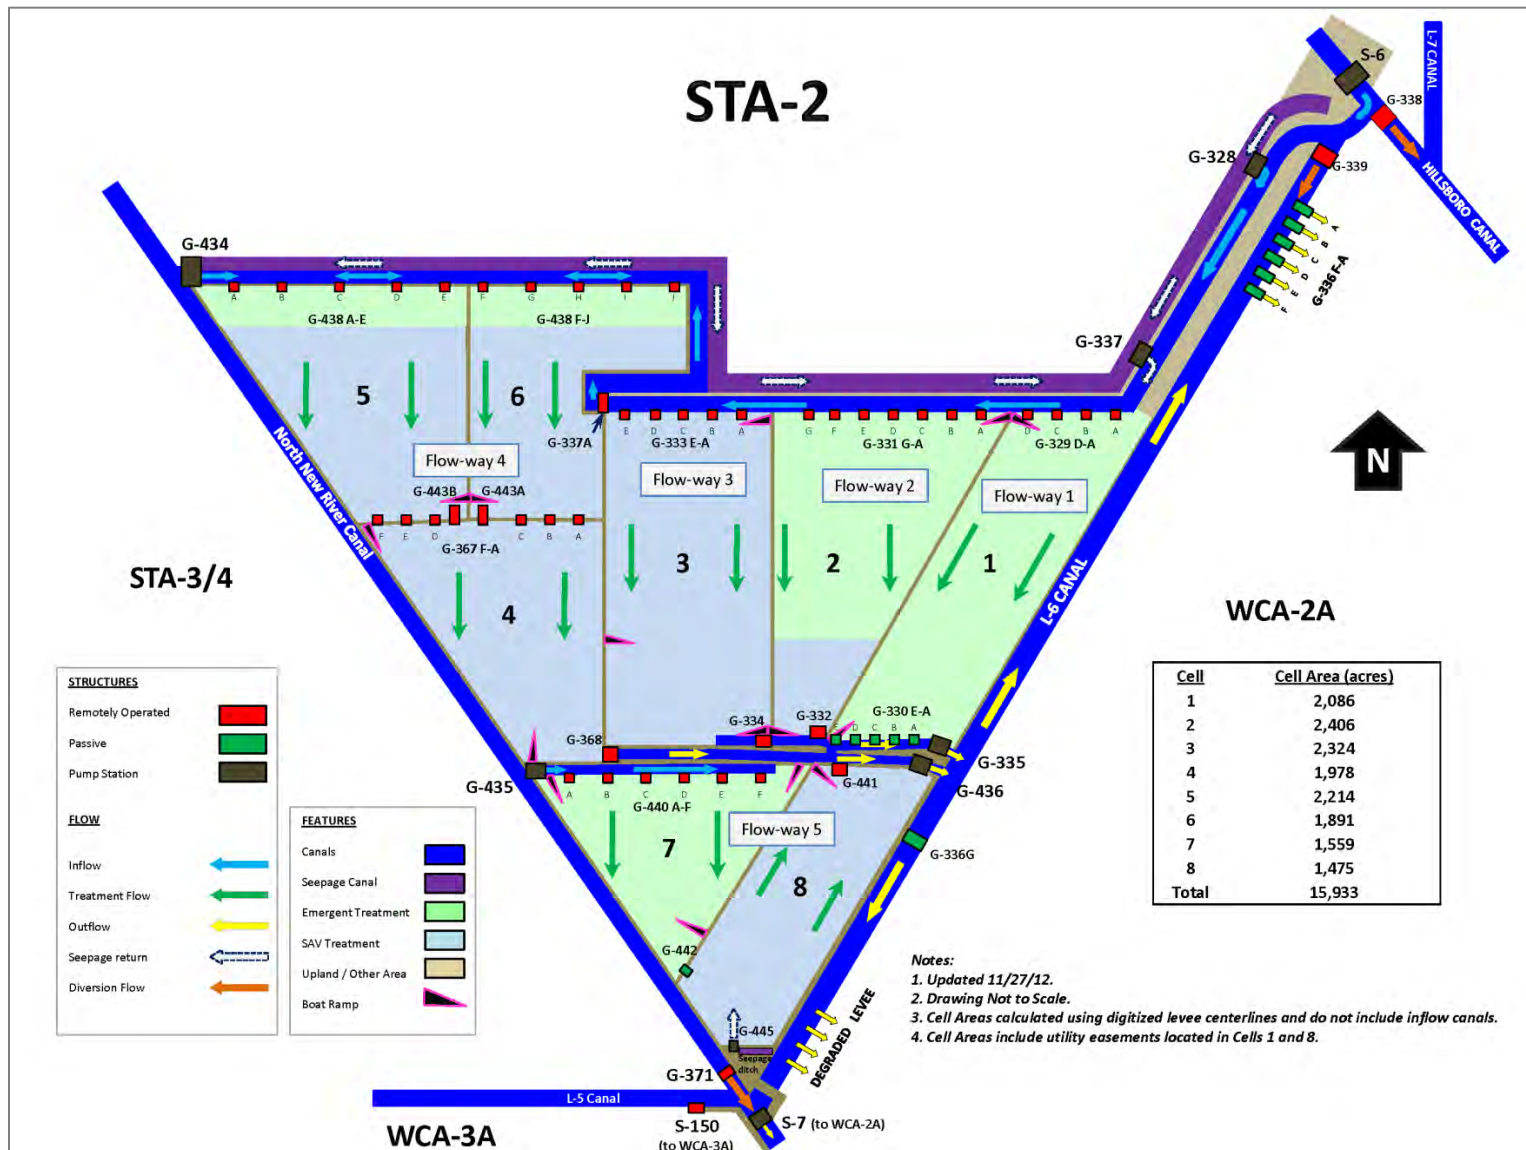 STA-2
S-6
L-7 CANAL
G-338
G-328
G-339
HILLSBORO CANAL
A
B
C
D
E
F
G-336 F-A
G-434
A B C D E F G H I J
G-438 A-E
G-438 F-J
G-337
5
6
G-337A
E D C B A
G-333 E-A
G F E D C B A
G-331 G-A
D C B A
G-329 D-A
N
North New River Canal
Flow-way 4
Flow-way 3
Flow-way 2
Flow-way 1
G-443B
G-443A
F E D C B A
G-367 F-A
STA-3/4
3
2
1
4
L-6 CANAL
WCA-2A
STRUCTURES
Remotely Operated
Passive
Pump Station
FLOW
Inflow
Treatment Flow
Outflow
Seepage return
Diversion Flow
FEATURES
Canals
Seepage Canal
Emergent Treatment
SAV Treatment
Upland / Other Area
Boat Ramp
Cell Cell Area (acres)
1 2,086
2 2,406
3 2,324
4 1,978
5 2,214
6 1,891
7 1,559
8 1,475
Total 15,933
G-334
G-332
G-330 E-A
E D C B A
G-368
G-335
G-435
G-441
G-436
A B C D E F
G-440 A-F
Flow-way 5
7
8
G-336G
G-442
G-445
Seepage
ditch
DEGRADED LEVEE
Notes:
1. Updated 11/27/12.
2. Drawing Not to Scale.
3. Cell Areas calculated using digitized levee centerlines and do not include inflow canals.
4. Cell Areas include utility easements located in Cells 1 and 8.
G-371
L-5 Canal
WCA-3A
S-150
(to WCA-3A)
S-7 (to WCA-2A)